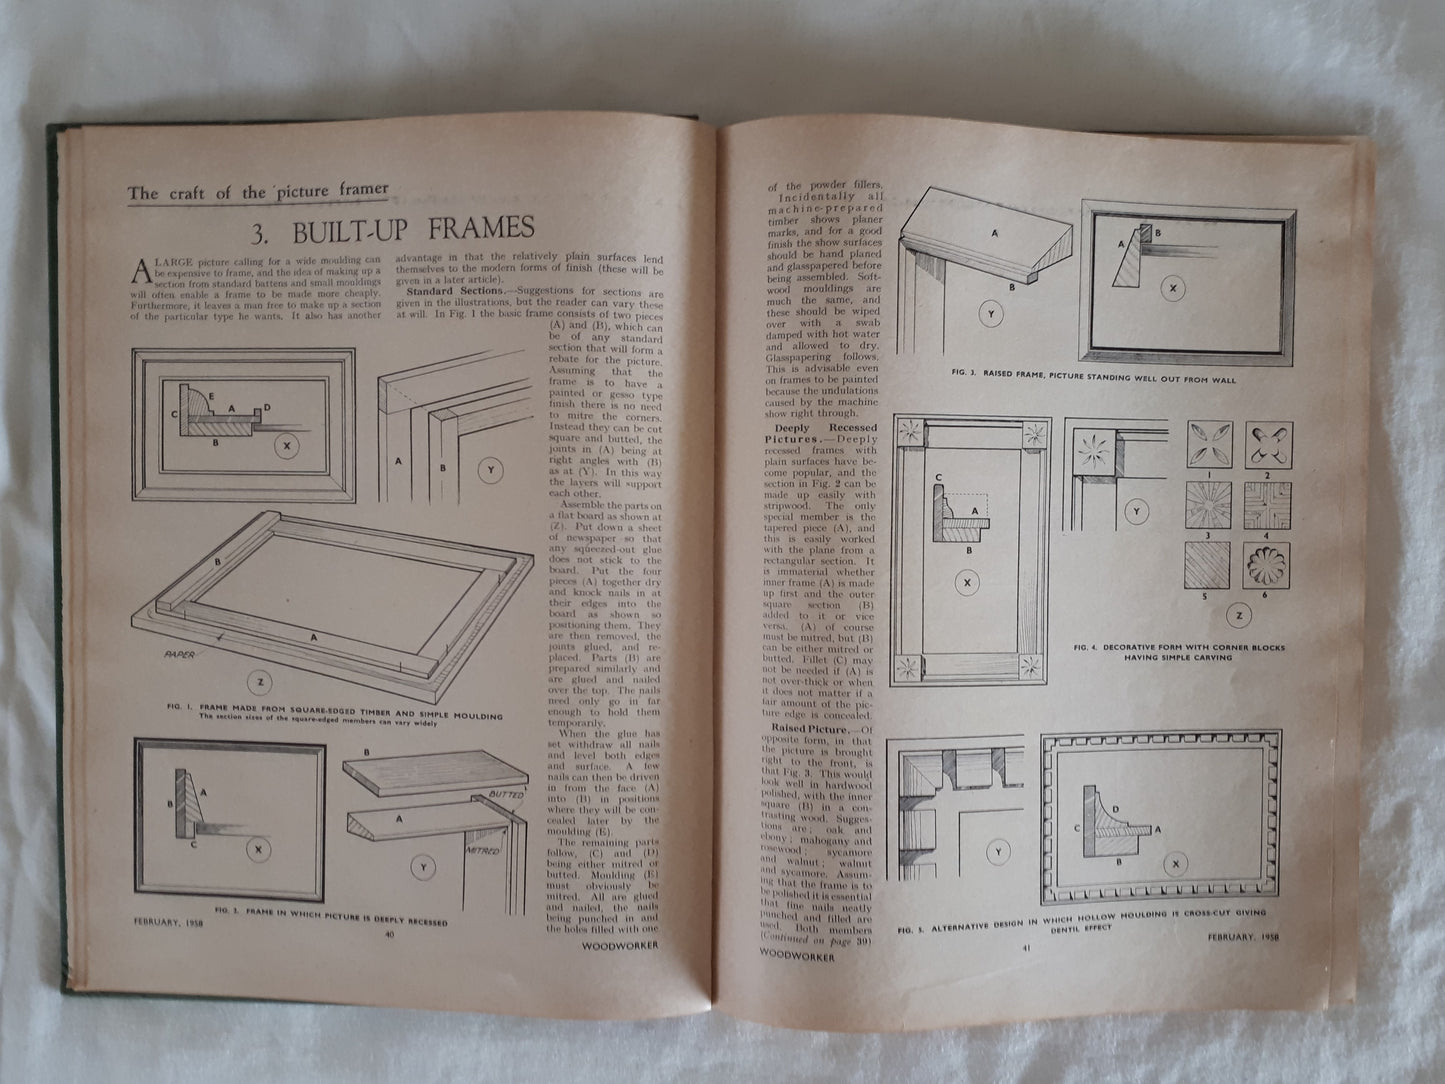 The craft of the picture framer
3. BUILT-UP FRAMES
A LARGE picture calling for a wide moulding can
be expensive to frame, and the idea of making up a
section from standard battens and small mouldings
will often enable a frame to be made more cheaply.
Furthermore, it leaves a man free to make up a section
of the particular type he wants. It also has another
advantage in that the relatively plain surfaces lend
themselves to the modern forms of finish (these will be
given in a later article).
Standard Sections.—Suggestions for sections are
given in the illustrations, but the reader can vary these
at will. In Fig. 1 the basic frame consists of two pieces
(A) and (B), which can
be of any standard
section that will form a
rebate for the picture.
Assuming that the
frame is to have a
painted or gesso type
finish there is no need
to mitre the corners.
Instead they can be cut
square and butted, the
joints in (A) being at
right angles with (B)
as at (Y). In this way
the layers will support
each other.
Assemble the parts on
a flat board as shown at
(Z). Put down a sheet
of newspaper so that
any squeezed-out glue
does not stick to the
board. Put the four
pieces (A) together dry
and knock nails in at
their edges into the
board as shown so
positioning them. They
are then removed, the
joints glued, and re-
placed. Parts (B) are
prepared similarly and
are glued and nailed
over the top. The nails
need only go in far
enough to hold them
temporarily.
When the glue has
set withdraw all nails
and level both edges
and surface. A few
nails can then be driven
in from the face (A)
into (B) in positions
where they will be con-
cealed later by the
moulding (E).
The remaining parts
follow, (C) and (D)
being either mitred or
butted. Moulding (E)
must obviously be
mitred. All are glued
and nailed, the nails
being punched in and
the holes filled with one
E
C
A
D
B
X
A
B
Y
B
A
PAPER
Z
FIG. 1. FRAME MADE FROM SQUARE-EDGED TIMBER AND SIMPLE MOULDING
The section sizes of the square-edged members can vary widely
B
A
C
X
B
BUTTED
A
MITRED
Y
FIG. 2. FRAME IN WHICH PICTURE IS DEEPLY RECESSED
FEBRUARY, 1958
40
WOODWORKER
of the powder fillers.
Incidentally all
machine-prepared
timber shows planer
marks, and for a good
finish the show surfaces
should be hand planed
and glasspapered before
being assembled. Soft-
wood mouldings are
much the same, and
these should be wiped
over with a swab
damped with hot water
and allowed to dry.
Glasspapering follows.
This is advisable even
on frames to be painted
because the undulations
caused by the machine
show right through.
Deeply Recessed
Pictures.—Deeply
recessed frames with
plain surfaces have be-
come popular, and the
section in Fig. 2 can be
made up easily with
stripwood. The only
special member is the
tapered piece (A), and
this is easily worked
with the plane from a
rectangular section. It
is immaterial whether
inner frame (A) is made
up first and the outer
square section (B)
added to it or vice
versa. (A) of course
must be mitred, but (B)
can be either mitred or
butted. Fillet (C) may
not be needed if (A) is
not over-thick or when
it does not matter if a
fair amount of the pic-
ture edge is concealed.
Raised Picture.—Of
opposite form, in that
the picture is brought
right to the front, is
that Fig. 3. This would
look well in hardwood
polished, with the inner
square (B) in a con-
trasting wood. Sugges-
tions are; oak and
ebony; mahogany and
rosewood; sycamore
and walnut; walnut
and sycamore. Assum-
ing that the frame is to
be polished it is essential
that fine nails neatly
punched and filled are
used. Both members
(Continued on page 39)
WOODWORKER
A
B
Y
A
B
X
FIG. 3. RAISED FRAME, PICTURE STANDING WELL OUT FROM WALL
C
A
B
X
Y
1
2
3
4
5
6
Z
FIG. 4. DECORATIVE FORM WITH CORNER BLOCKS
HAVING SIMPLE CARVING
Y
D
C
A
B
X
FIG. 5. ALTERNATIVE DESIGN IN WHICH HOLLOW MOULDING IS CROSS-CUT GIVING
DENTIL EFFECT
41
FEBRUARY, 1958